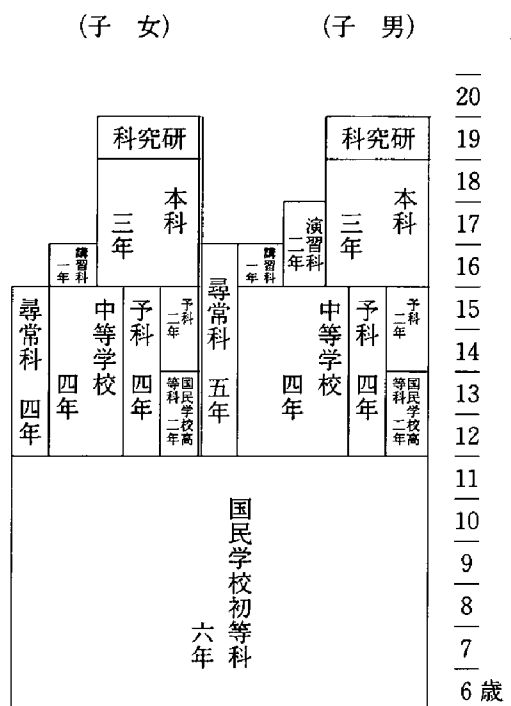 (子 女)
(子 男)
20
19
18
17
16
15
14
13
12
11
10
9
8
7
6歳
科究研
本科
三年
予科 二年
国民学校高等科 二年
予科 四年
中等学校 四年
演習科 二年
講習科 一年
尋常科 五年
科究研
本科
三年
予科 二年
国民学校高等科 二年
予科 四年
中等学校 四年
講習科 一年
尋常科 四年
国民学校初等科
六年